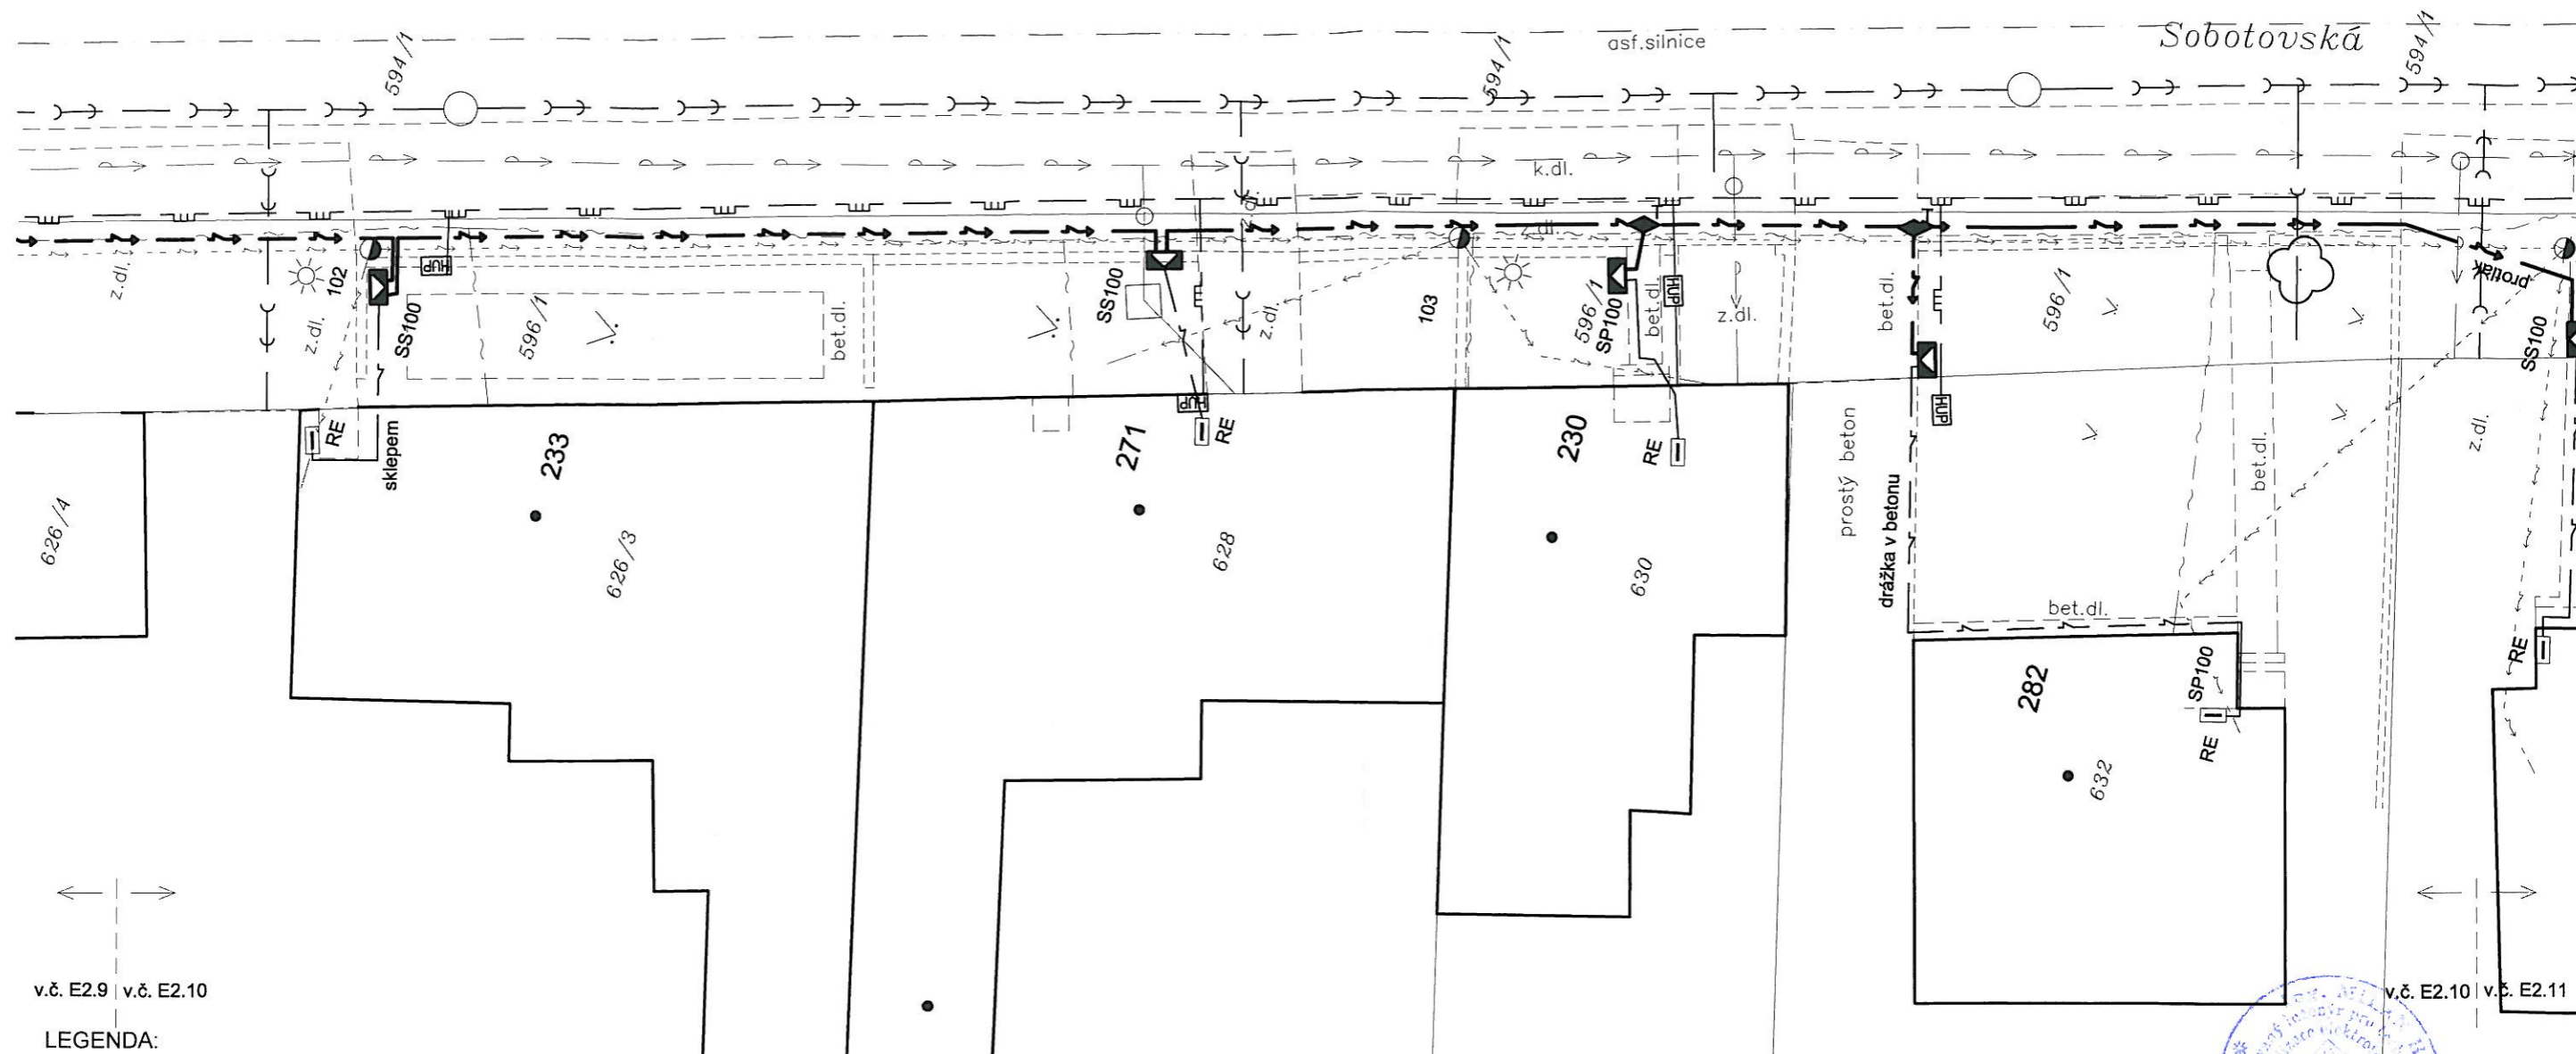 Sobotovská
594/1
594/1
594/1
asf.silnice
k.dl.
z.dl.
z.dl.
z.dl.
z.dl.
z.dl.
z.dl.
z.dl.
102
103
HUP
HUP
HUP
HUP
SS100
SS100
SP100
SS100
SP100
596/1
596/1
596/1
bet.dl.
bet.dl.
bet.dl.
bet.dl.
bet.dl.
protlak
RE
RE
RE
RE
RE
sklepem
233
271
230
282
626/4
626/3
628
630
632
prostý beton
drážka v betonu
v.č. E2.9 v.č. E2.10
v.č. E2.10 v.č. E2.11
LEGENDA: